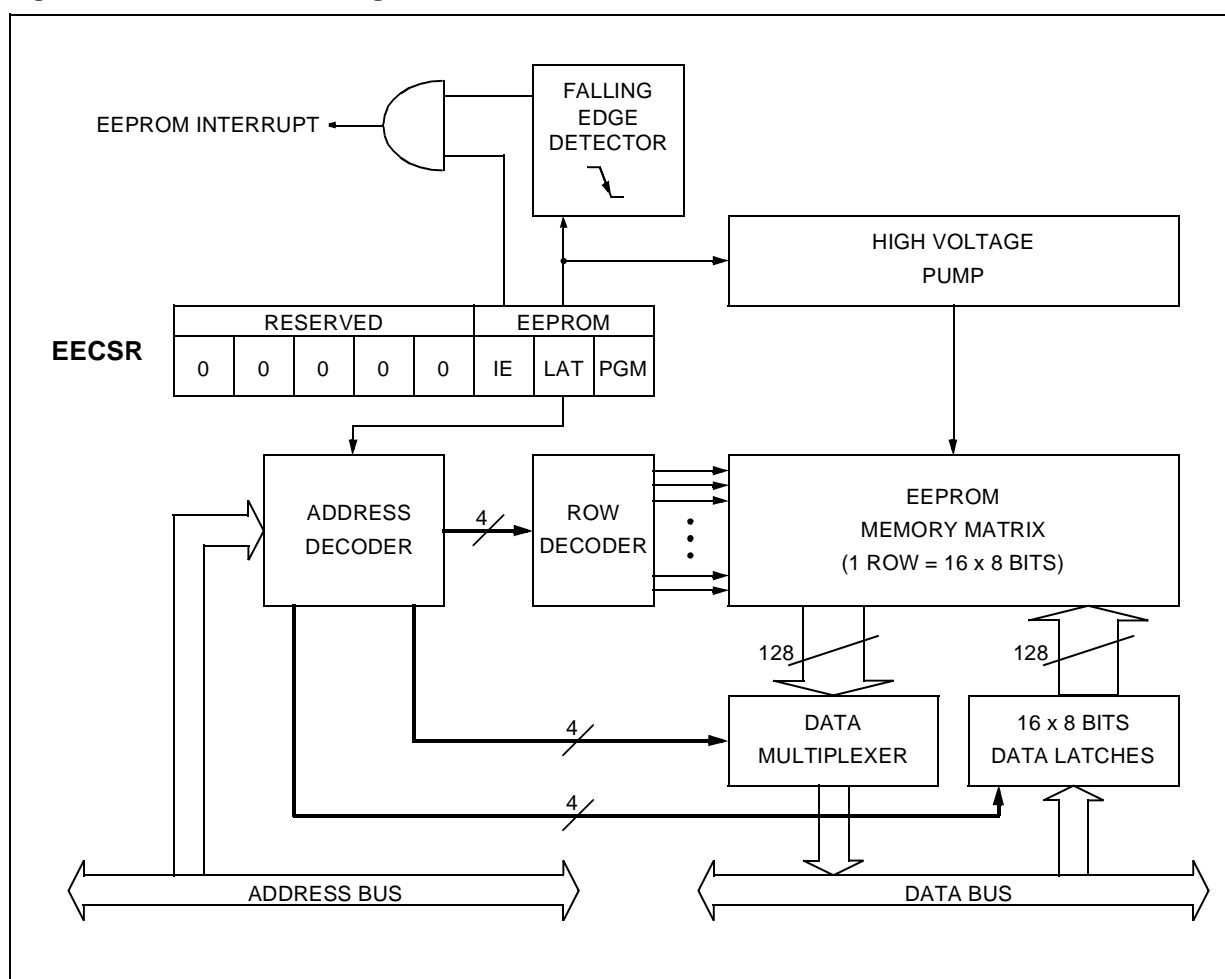 FALLING
EDGE
DETECTOR
EEPROM INTERRUPT
HIGH VOLTAGE
PUMP
RESERVED EEPROM
EECSR
0 0 0 0 0 IE LAT PGM
ADDRESS
DECODER
4
ROW
DECODER
EEPROM
MEMORY MATRIX
(1 ROW = 16 x 8 BITS)
128
128
4
DATA
MULTIPLEXER
16 x 8 BITS
DATA LATCHES
4
ADDRESS BUS
DATA BUS